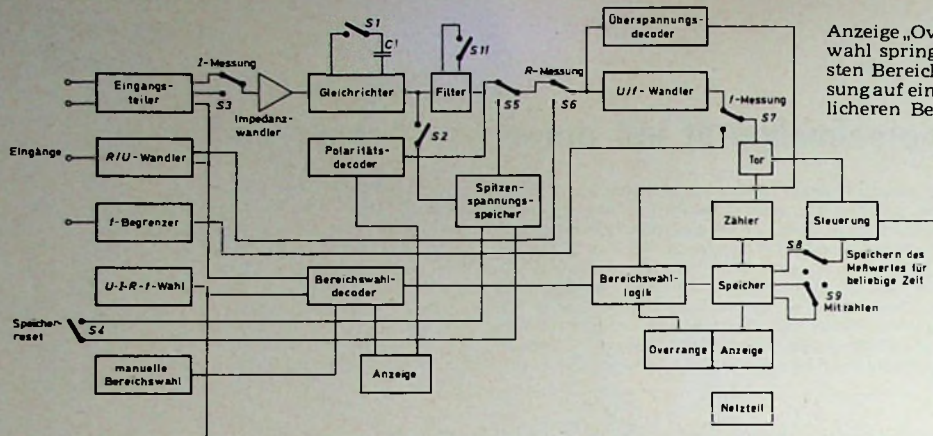 Überspannungs-
decoder
Anzeige „Ov
wahl spring
sten Bereich
sung auf ein
licheren Be
S1
C1
S11
I-Messung
R-Messung
Eingangs-
teiler
S3
Impedanz-
wandler
Gleichrichter
Filter
S5
S6
U/f-Wandler
f-Messung
S7
S2
Polaritäts-
decoder
Tor
Eingänge
R/U-Wandler
Spitzen-
spannungs-
speicher
f-Begrenzer
Zähler
Steuerung
S8
Speichern des
Meßwertes für
beliebige Zeit
U-I-R-f-Wahl
Bereichswahl-
decoder
Bereichswahl-
logik
Speicher
S9
Mitzählen
Speicher-
reset
S4
manuelle
Bereichswahl
Anzeige
Overrange
Anzeige
Netzteil